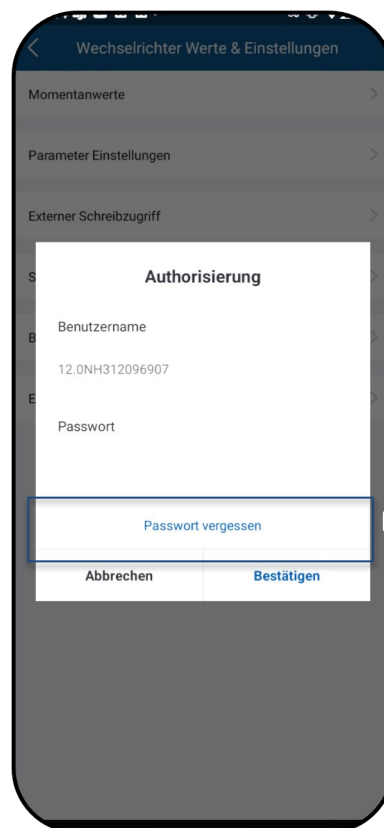 Wechselrichter Werte & Einstellungen
Momentanwerte
Parameter Einstellungen
Externer Schreibzugriff
S
Authorisierung
Benutzername
B
12.0NH312096907
E
Passwort
Passwort vergessen
Abbrechen
Bestätigen